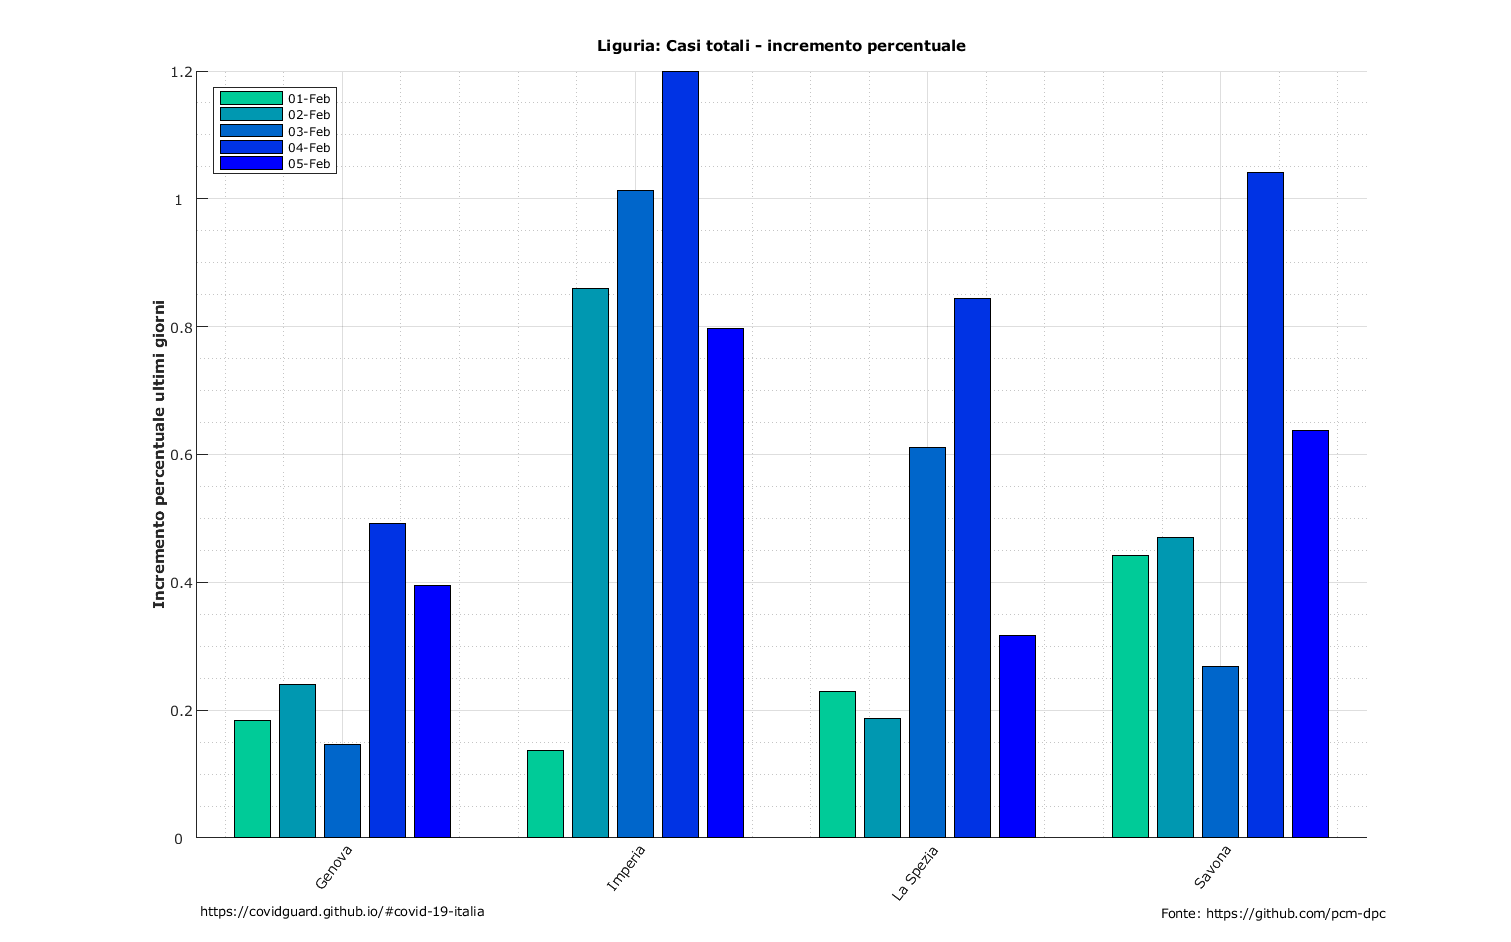 Liguria: Casi totali - incremento percentuale
1.2
1
0.8
0.6
0.4
0.2
0
Incremento percentuale ultimi giorni
01-Feb
02-Feb
03-Feb
04-Feb
05-Feb
Genova
Imperia
La Spezia
Savona
https://covidguard.github.io/#covid-19-italia
Fonte: https://github.com/pcm-dpc